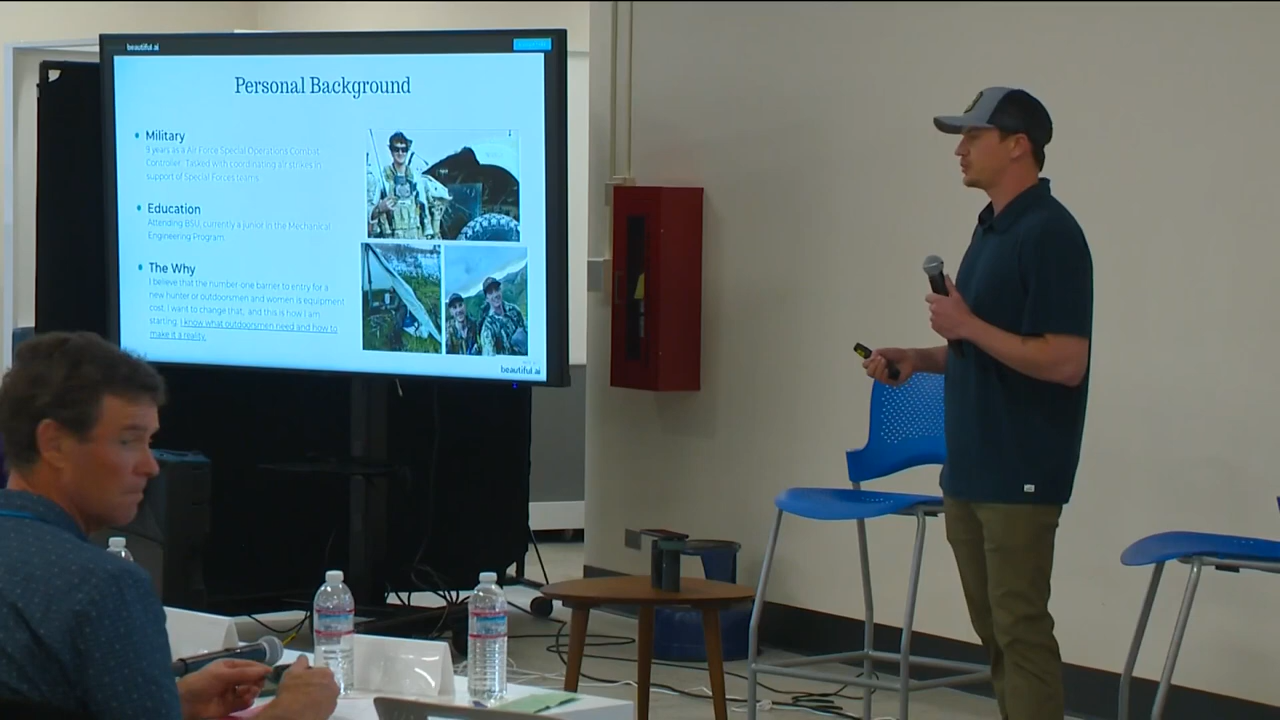 beautiful.ai
Personal Background
Military
9 years as a Air Force Special Operations Combat
Controller. Tasked with coordinating air strikes in
support of Special Forces teams.
Education
Attending BSU, currently a junior in the Mechanical
Engineering Program.
The Why
I believe that the number-one barrier to entry for a
new hunter or outdoorsmen and women is equipment
cost. I want to change that, and this is how I am
starting. I know what outdoorsmen need and how to
make it a reality.
beautiful.ai